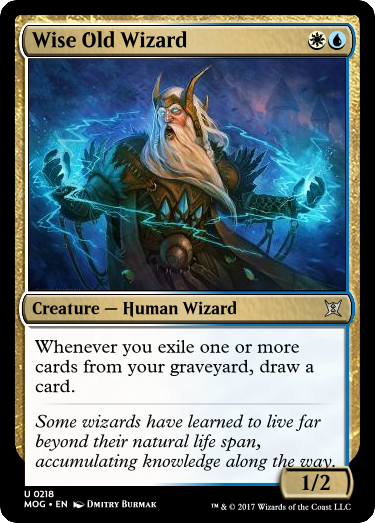 Wise Old Wizard
Creature — Human Wizard
Whenever you exile one or more
cards from your graveyard, draw a
card.
Some wizards have learned to live far
beyond their natural life span,
accumulating knowledge along the way.
1/2
U 0218
MOG • EN Dmitry Burmak
™ & © 2017 Wizards of the Coast LLC